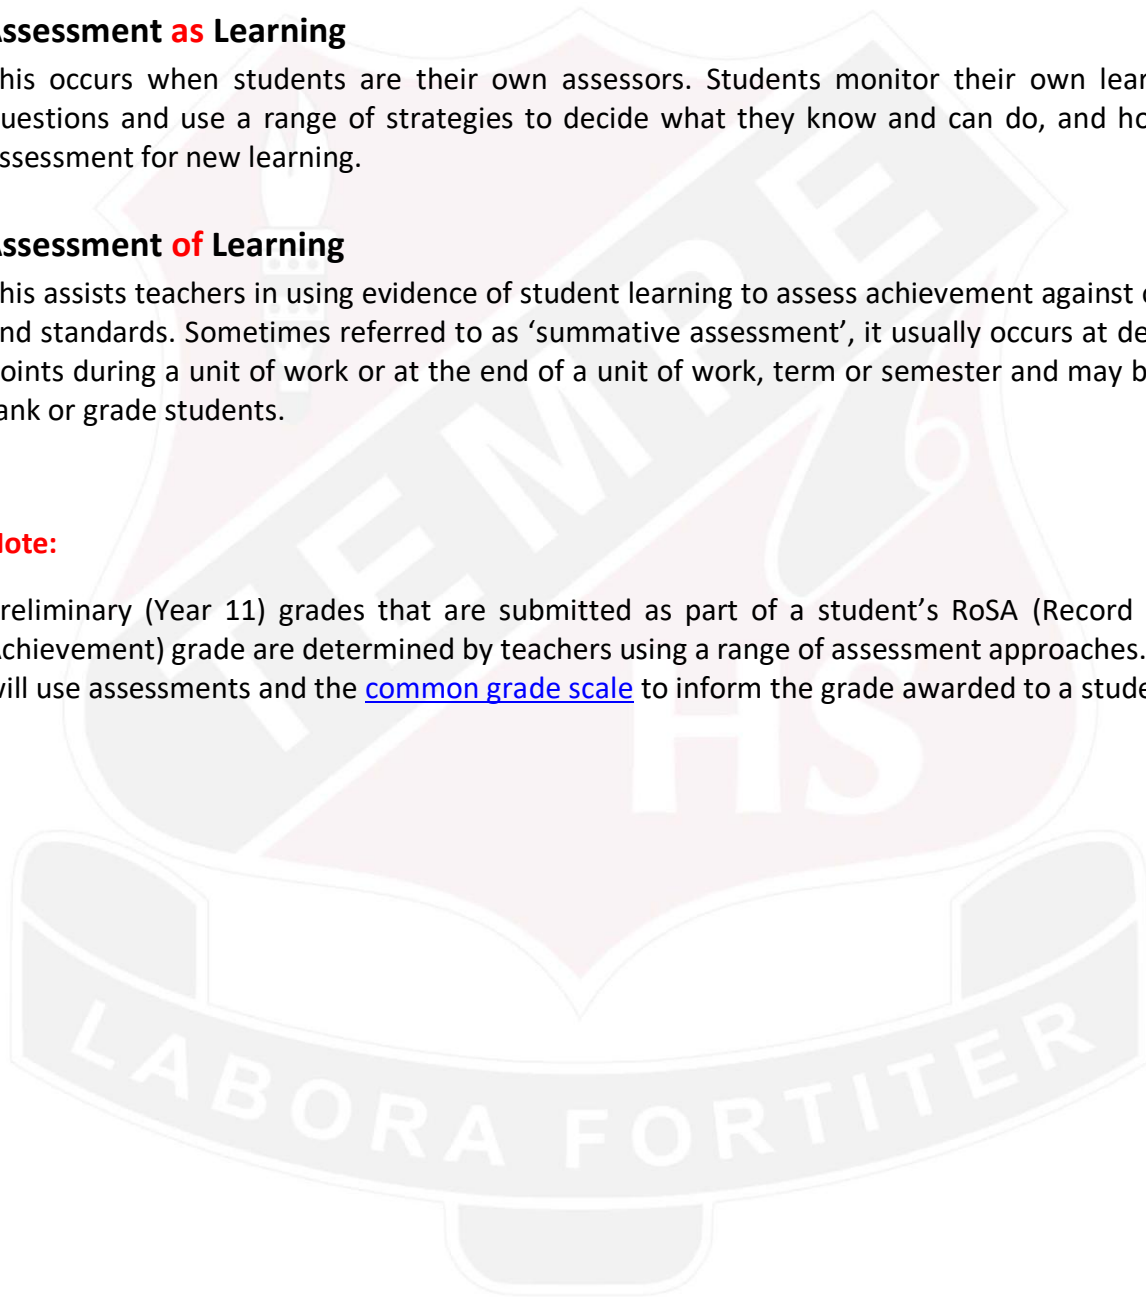 ssessment as Learning
his occurs when students are their own assessors. Students monitor their own lear
uestions and use a range of strategies to decide what they know and can do, and ho
ssessment for new learning.
ssessment of Learning
his assists teachers in using evidence of student learning to assess achievement against
nd standards. Sometimes referred to as ‘summative assessment’, it usually occurs at de
oints during a unit of work or at the end of a unit of work, term or semester and may b
ank or grade students.
lote:
reliminary (Year 11) grades that are submitted as part of a student’s RoSA (Record
chievement) grade are determined by teachers using a range of assessment approaches.
will use assessments and the common grade scale to inform the grade awarded to a stude
TEMPE
HS
LABORA FORTITER